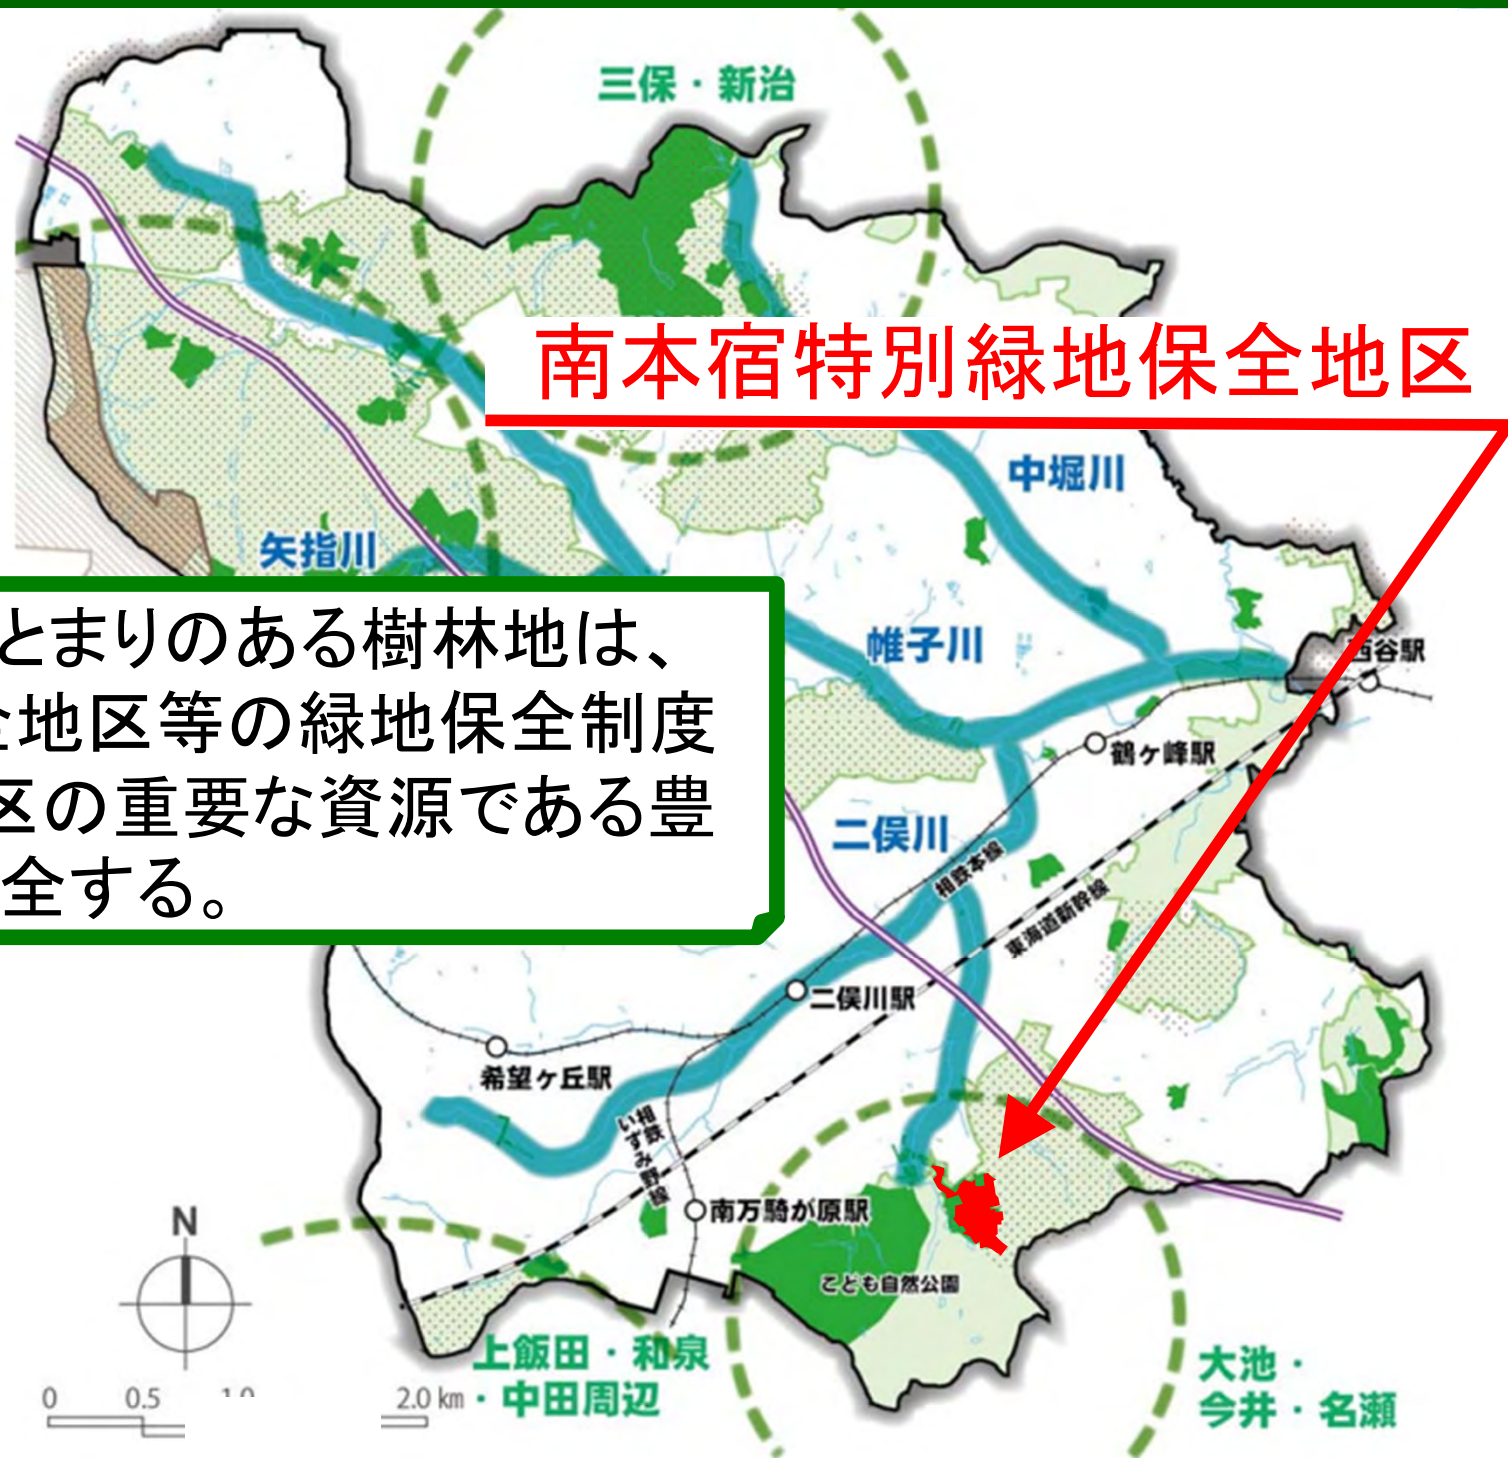 三保・新治
南本宿特別緑地保全地区
中堀川
矢指川
とまりのある樹林地は、
全地区等の緑地保全制度
区の重要な資源である豊
全する。
帷子川
西谷駅
鶴ヶ峰駅
二俣川
相鉄本線
東海道新幹線
二俣川駅
希望ヶ丘駅
相鉄
いずみ野線
南万騎が原駅
こども自然公園
N
上飯田・和泉
・中田周辺
大池・
今井・名瀬
0 0.5 1.0 2.0 km